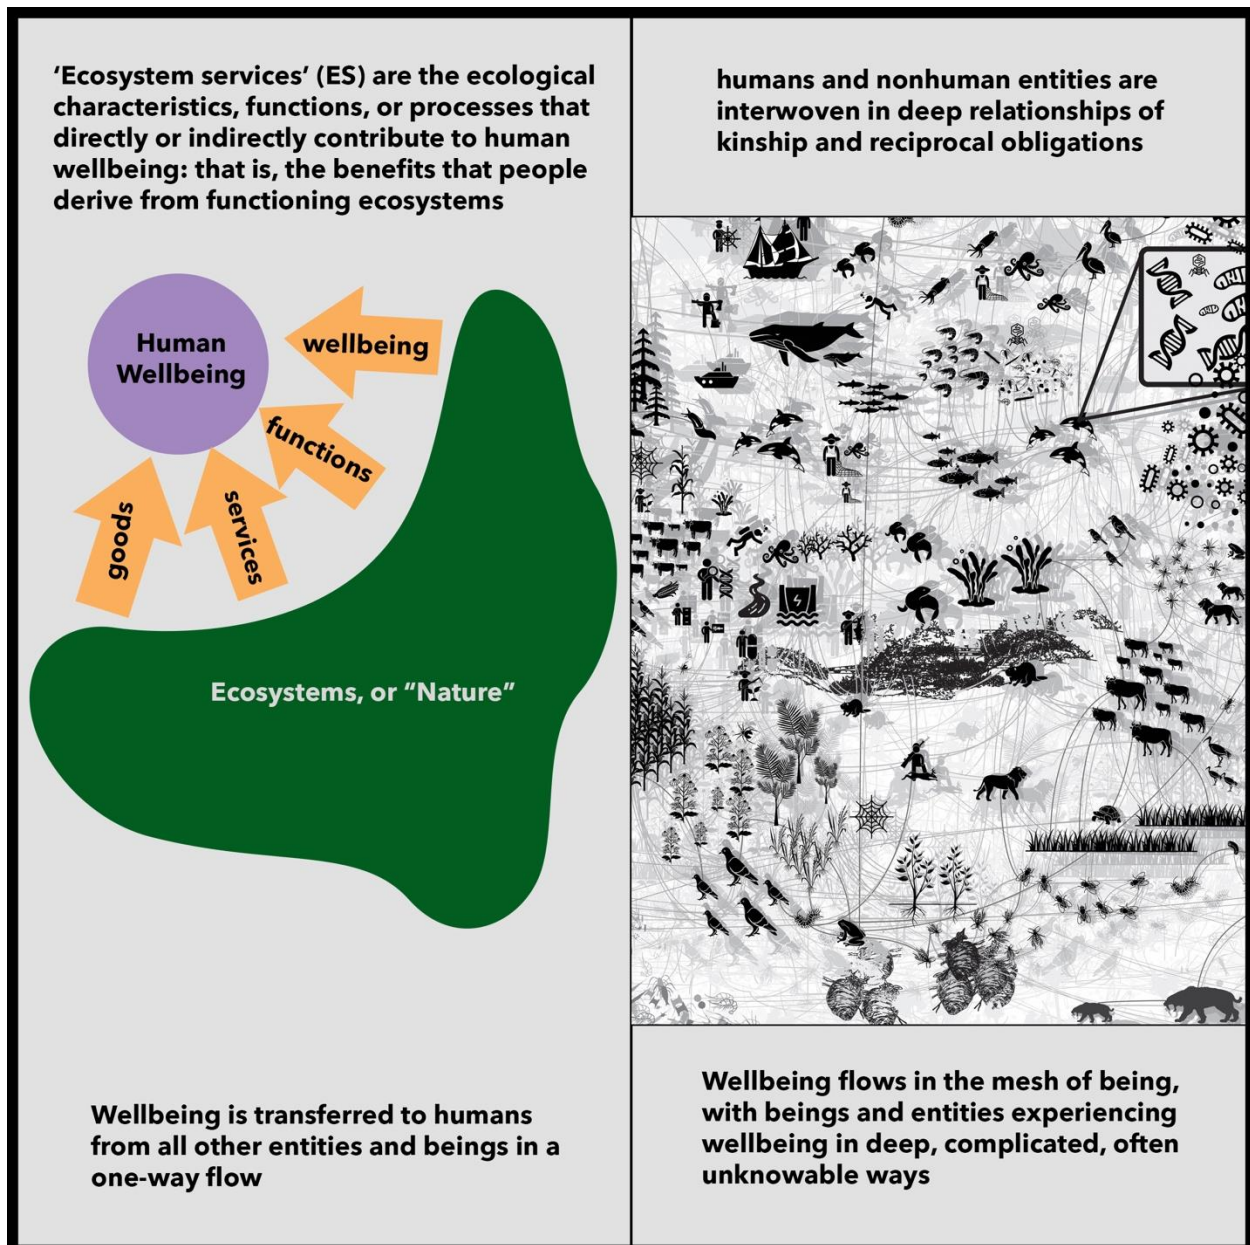 ‘Ecosystem services’ (ES) are the ecological
characteristics, functions, or processes that
directly or indirectly contribute to human
wellbeing: that is, the benefits that people
derive from functioning ecosystems
Human
Wellbeing
wellbeing
functions
services
goods
Ecosystems, or “Nature”
Wellbeing is transferred to humans
from all other entities and beings in a
one-way flow
humans and nonhuman entities are
interwoven in deep relationships of
kinship and reciprocal obligations
Wellbeing flows in the mesh of being,
with beings and entities experiencing
wellbeing in deep, complicated, often
unknowable ways